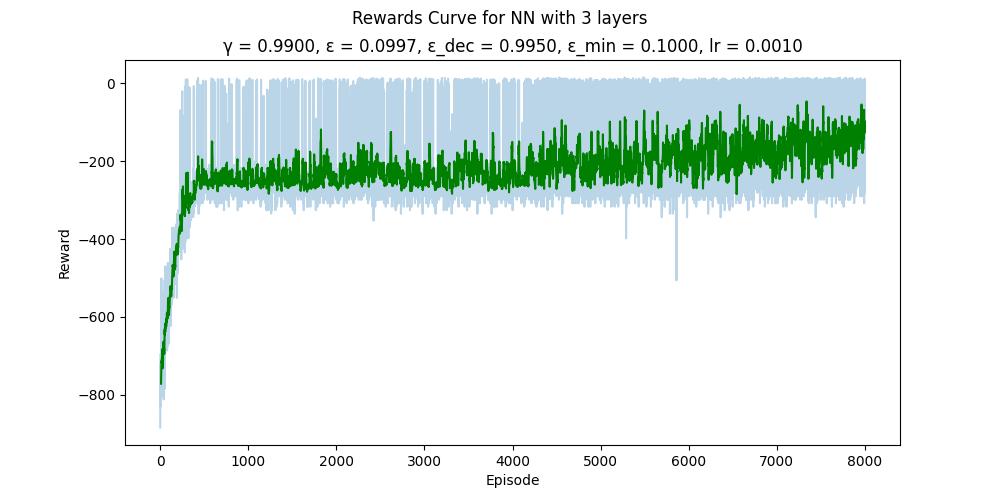 Rewards Curve for NN with 3 layers
γ = 0.9900, ε = 0.0997, ε_dec = 0.9950, ε_min = 0.1000, lr = 0.0010
0
−200
−400
−600
−800
Reward
0 1000 2000 3000 4000 5000 6000 7000 8000
Episode